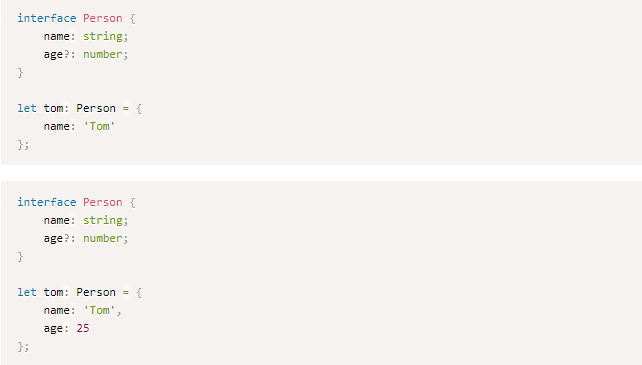 interface Person {
    name: string;
    age?: number;
}

let tom: Person = {
    name: 'Tom'
};

interface Person {
    name: string;
    age?: number;
}

let tom: Person = {
    name: 'Tom',
    age: 25
};